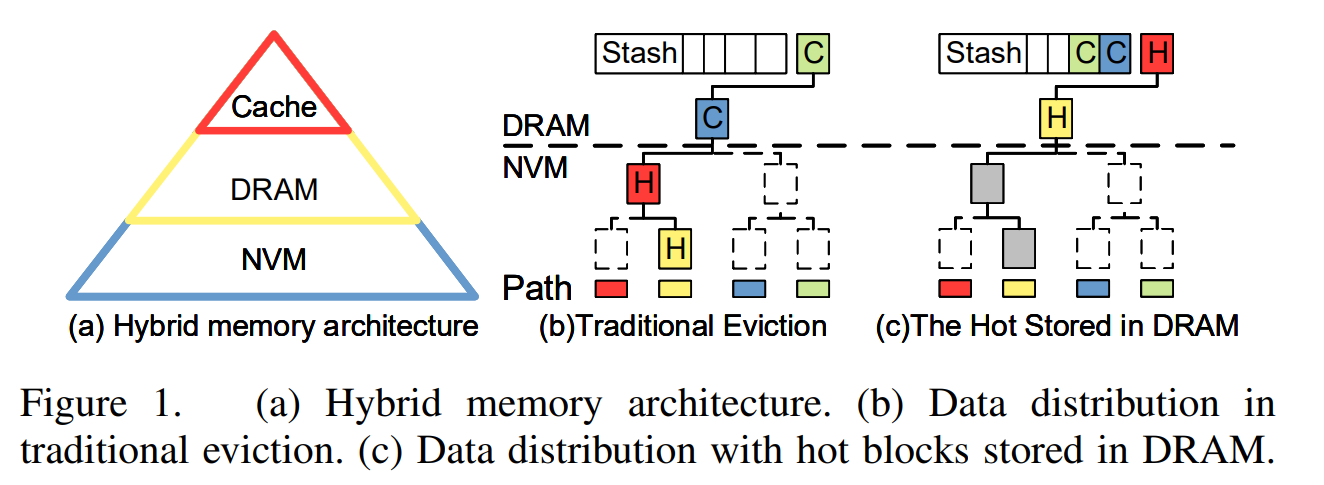 Cache
DRAM
NVM
(a) Hybrid memory architecture
Stash C
C
DRAM
NVM
H
H
Path
(b)Traditional Eviction
Stash C C H
H
(c)The Hot Stored in DRAM
Figure 1. (a) Hybrid memory architecture. (b) Data distribution in
traditional eviction. (c) Data distribution with hot blocks stored in DRAM.